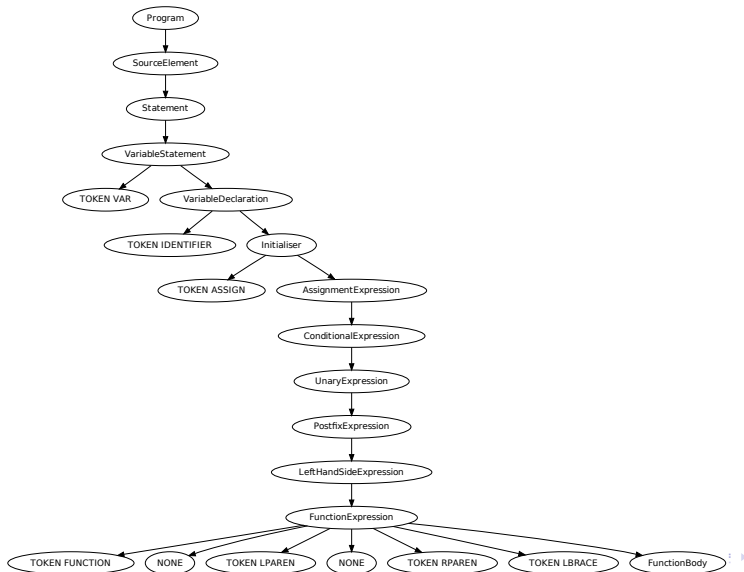 Program
SourceElement
Statement
VariableStatement
TOKEN VAR
VariableDeclaration
TOKEN IDENTIFIER
Initialiser
TOKEN ASSIGN
AssignmentExpression
ConditionalExpression
UnaryExpression
PostfixExpression
LeftHandSideExpression
FunctionExpression
TOKEN FUNCTION
NONE
TOKEN LPAREN
NONE
TOKEN RPAREN
TOKEN LBRACE
FunctionBody